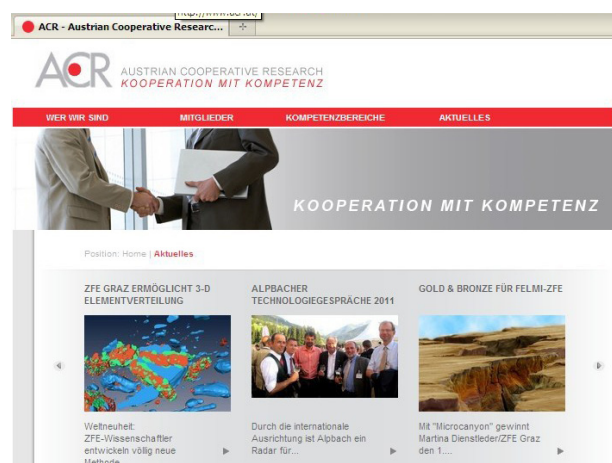 ACR - Austrian Cooperative Researc...
ACR
AUSTRIAN COOPERATIVE RESEARCH
KOOPERATION MIT KOMPETENZ
WER WIR SIND MITGLIEDER KOMPETENZBEREICHE AKTUELLES
KOOPERATION MIT KOMPETENZ
Position: Home | Aktuelles
ZFE GRAZ ERMÖGLICHT 3-D
ELEMENTVERTEILUNG
Weltneuheit:
ZFE-Wissenschaftler
entwickeln völlig neue
Methode
ALPBACHER
TECHNOLOGIEGESPRÄCHE 2011
Durch die internationale
Ausrichtung ist Alpbach ein
Radar für...
GOLD & BRONZE FÜR FELMI-ZFE
Mit "Microcanyon" gewinnt
Martina Dienstleder/ZFE Graz
den 1....